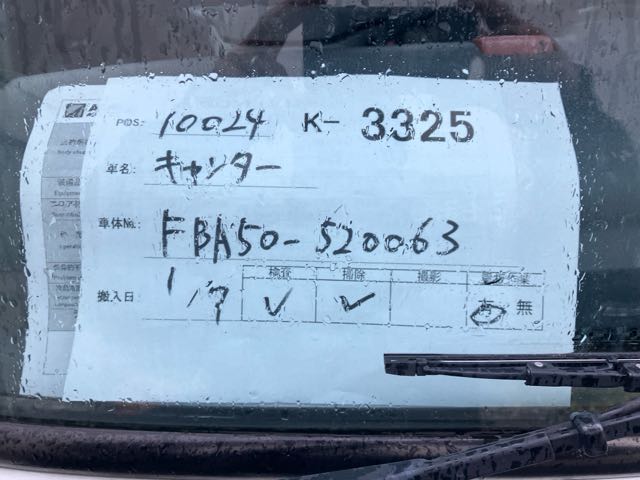 POS: 10024 K- 3325
車名: キャンター
車体№: FBA50-520063
検査 掃除 撮影
搬入日 1/7 ✓ ✓ 有 無